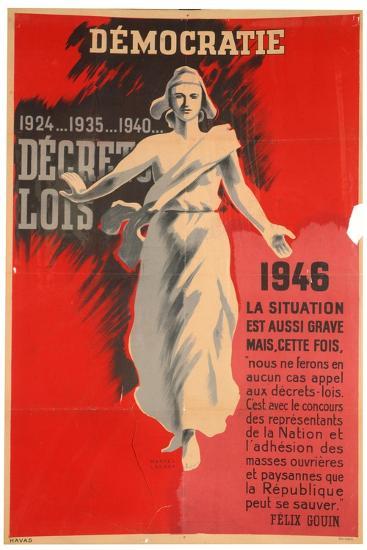 DÉMOCRATIE
1924...1935...1940...
DÉCRETS
LOIS
1946
LA SITUATION
EST AUSSI GRAVE
MAIS, CETTE FOIS,
"nous ne ferons en
aucun cas appel
aux décrets-lois.
C'est avec le concours
des représentants
de la Nation et
l'adhésion des
masses ouvrières
et paysannes que
la République
peut se sauver."
FÉLIX GOUIN
HAVAS